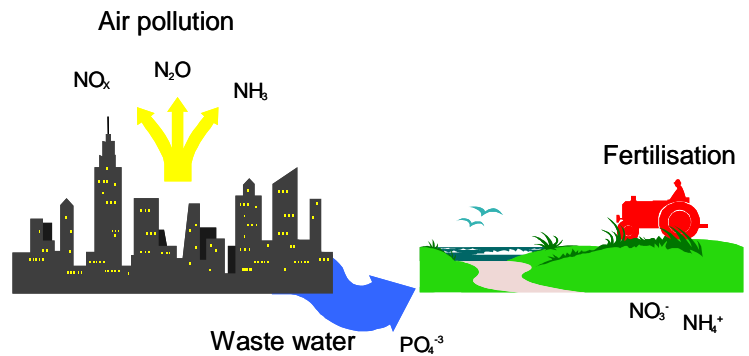 Air pollution
N₂O
NOₓ
NH₃
Fertilisation
NO₃⁻
NH₄⁺
Waste water
PO₄⁻³